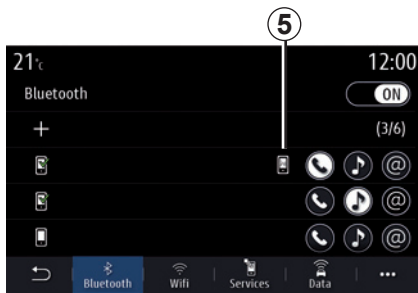 5
21°c 12:00
Bluetooth ON
+ (3/6)
@
@
@
Bluetooth Wifi Services Data •••